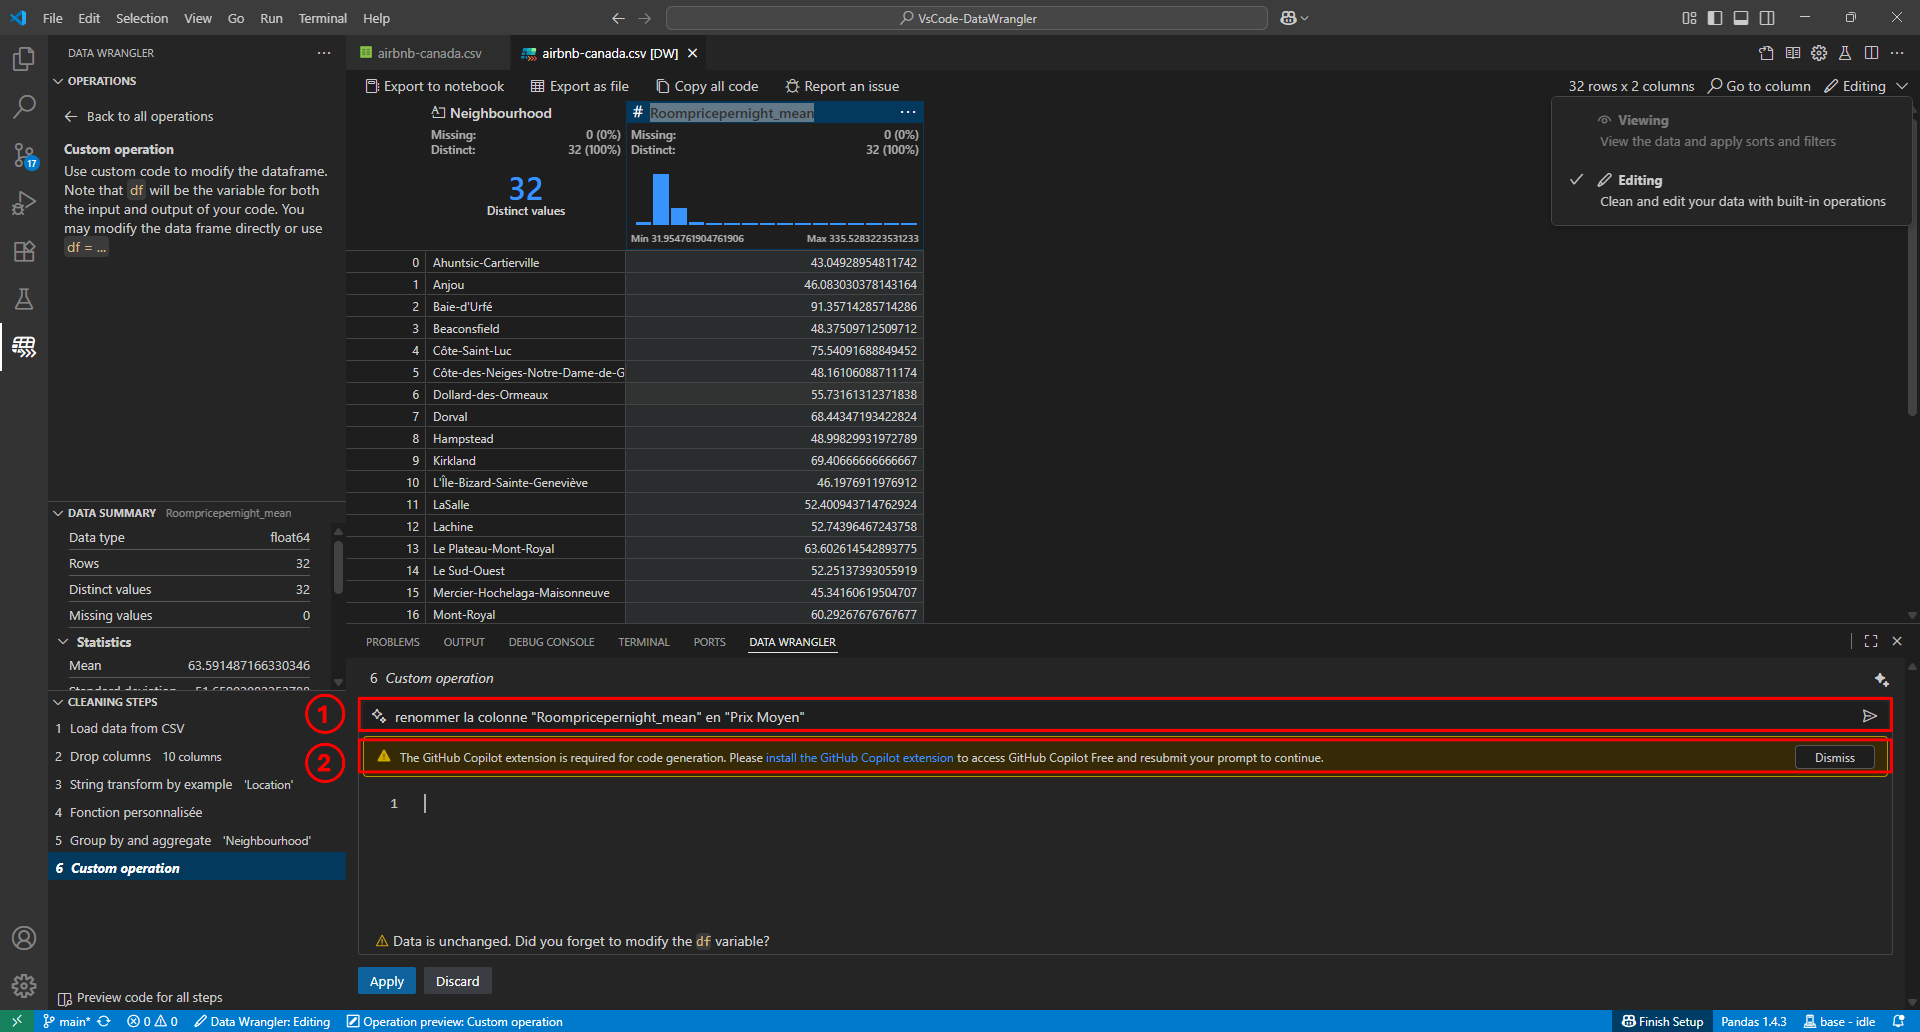 File Edit Selection View Go Run Terminal Help
VsCode-DataWrangler
DATA WRANGLER
OPERATIONS
Back to all operations
Custom operation
Use custom code to modify the dataframe.
Note that df will be the variable for both
the input and output of your code. You
may modify the data frame directly or use
df = ...
17
airbnb-canada.csv
airbnb-canada.csv [DW]
Export to notebook Export as file Copy all code Report an issue
32 rows x 2 columns Go to column Editing
Viewing
View the data and apply sorts and filters
Editing
Clean and edit your data with built-in operations
Neighbourhood # Roompricepernight_mean ...
Missing: 0 (0%) Missing: 0 (0%)
Distinct: 32 (100%) Distinct: 32 (100%)
32
Distinct values
Min 31.954761904761906 Max 335.5283223531233
0 Ahuntsic-Cartierville 43.04928954811742
1 Anjou 46.083030378143164
2 Baie-d'Urfé 91.35714285714286
3 Beaconsfield 48.37509712509712
4 Côte-Saint-Luc 75.54091688849452
5 Côte-des-Neiges-Notre-Dame-de-G 48.16106088711174
6 Dollard-des-Ormeaux 55.73161312371838
7 Dorval 68.44347193422824
8 Hampstead 48.99829931972789
9 Kirkland 69.40666666666667
10 L'Île-Bizard-Sainte-Geneviève 46.1976911976912
11 LaSalle 52.400943714762924
12 Lachine 52.74396467243758
13 Le Plateau-Mont-Royal 63.602614542893775
14 Le Sud-Ouest 52.25137393055919
15 Mercier-Hochelaga-Maisonneuve 45.34160619504707
16 Mont-Royal 60.29267676767677
DATA SUMMARY Roompricepernight_mean
Data type float64
Rows 32
Distinct values 32
Missing values 0
Statistics
Mean 63.591487166330346
CLEANING STEPS
1 Load data from CSV
2 Drop columns 10 columns
3 String transform by example 'Location'
4 Fonction personnalisée
5 Group by and aggregate 'Neighbourhood'
6 Custom operation
Preview code for all steps
PROBLEMS OUTPUT DEBUG CONSOLE TERMINAL PORTS DATA WRANGLER
6 Custom operation
1
renommer la colonne "Roompricepernight_mean" en "Prix Moyen"
2
The GitHub Copilot extension is required for code generation. Please install the GitHub Copilot extension to access GitHub Copilot Free and resubmit your prompt to continue. Dismiss
1
Data is unchanged. Did you forget to modify the df variable?
Apply Discard
main* 0 0 Data Wrangler: Editing Operation preview: Custom operation Finish Setup Pandas 1.4.3 base - idle